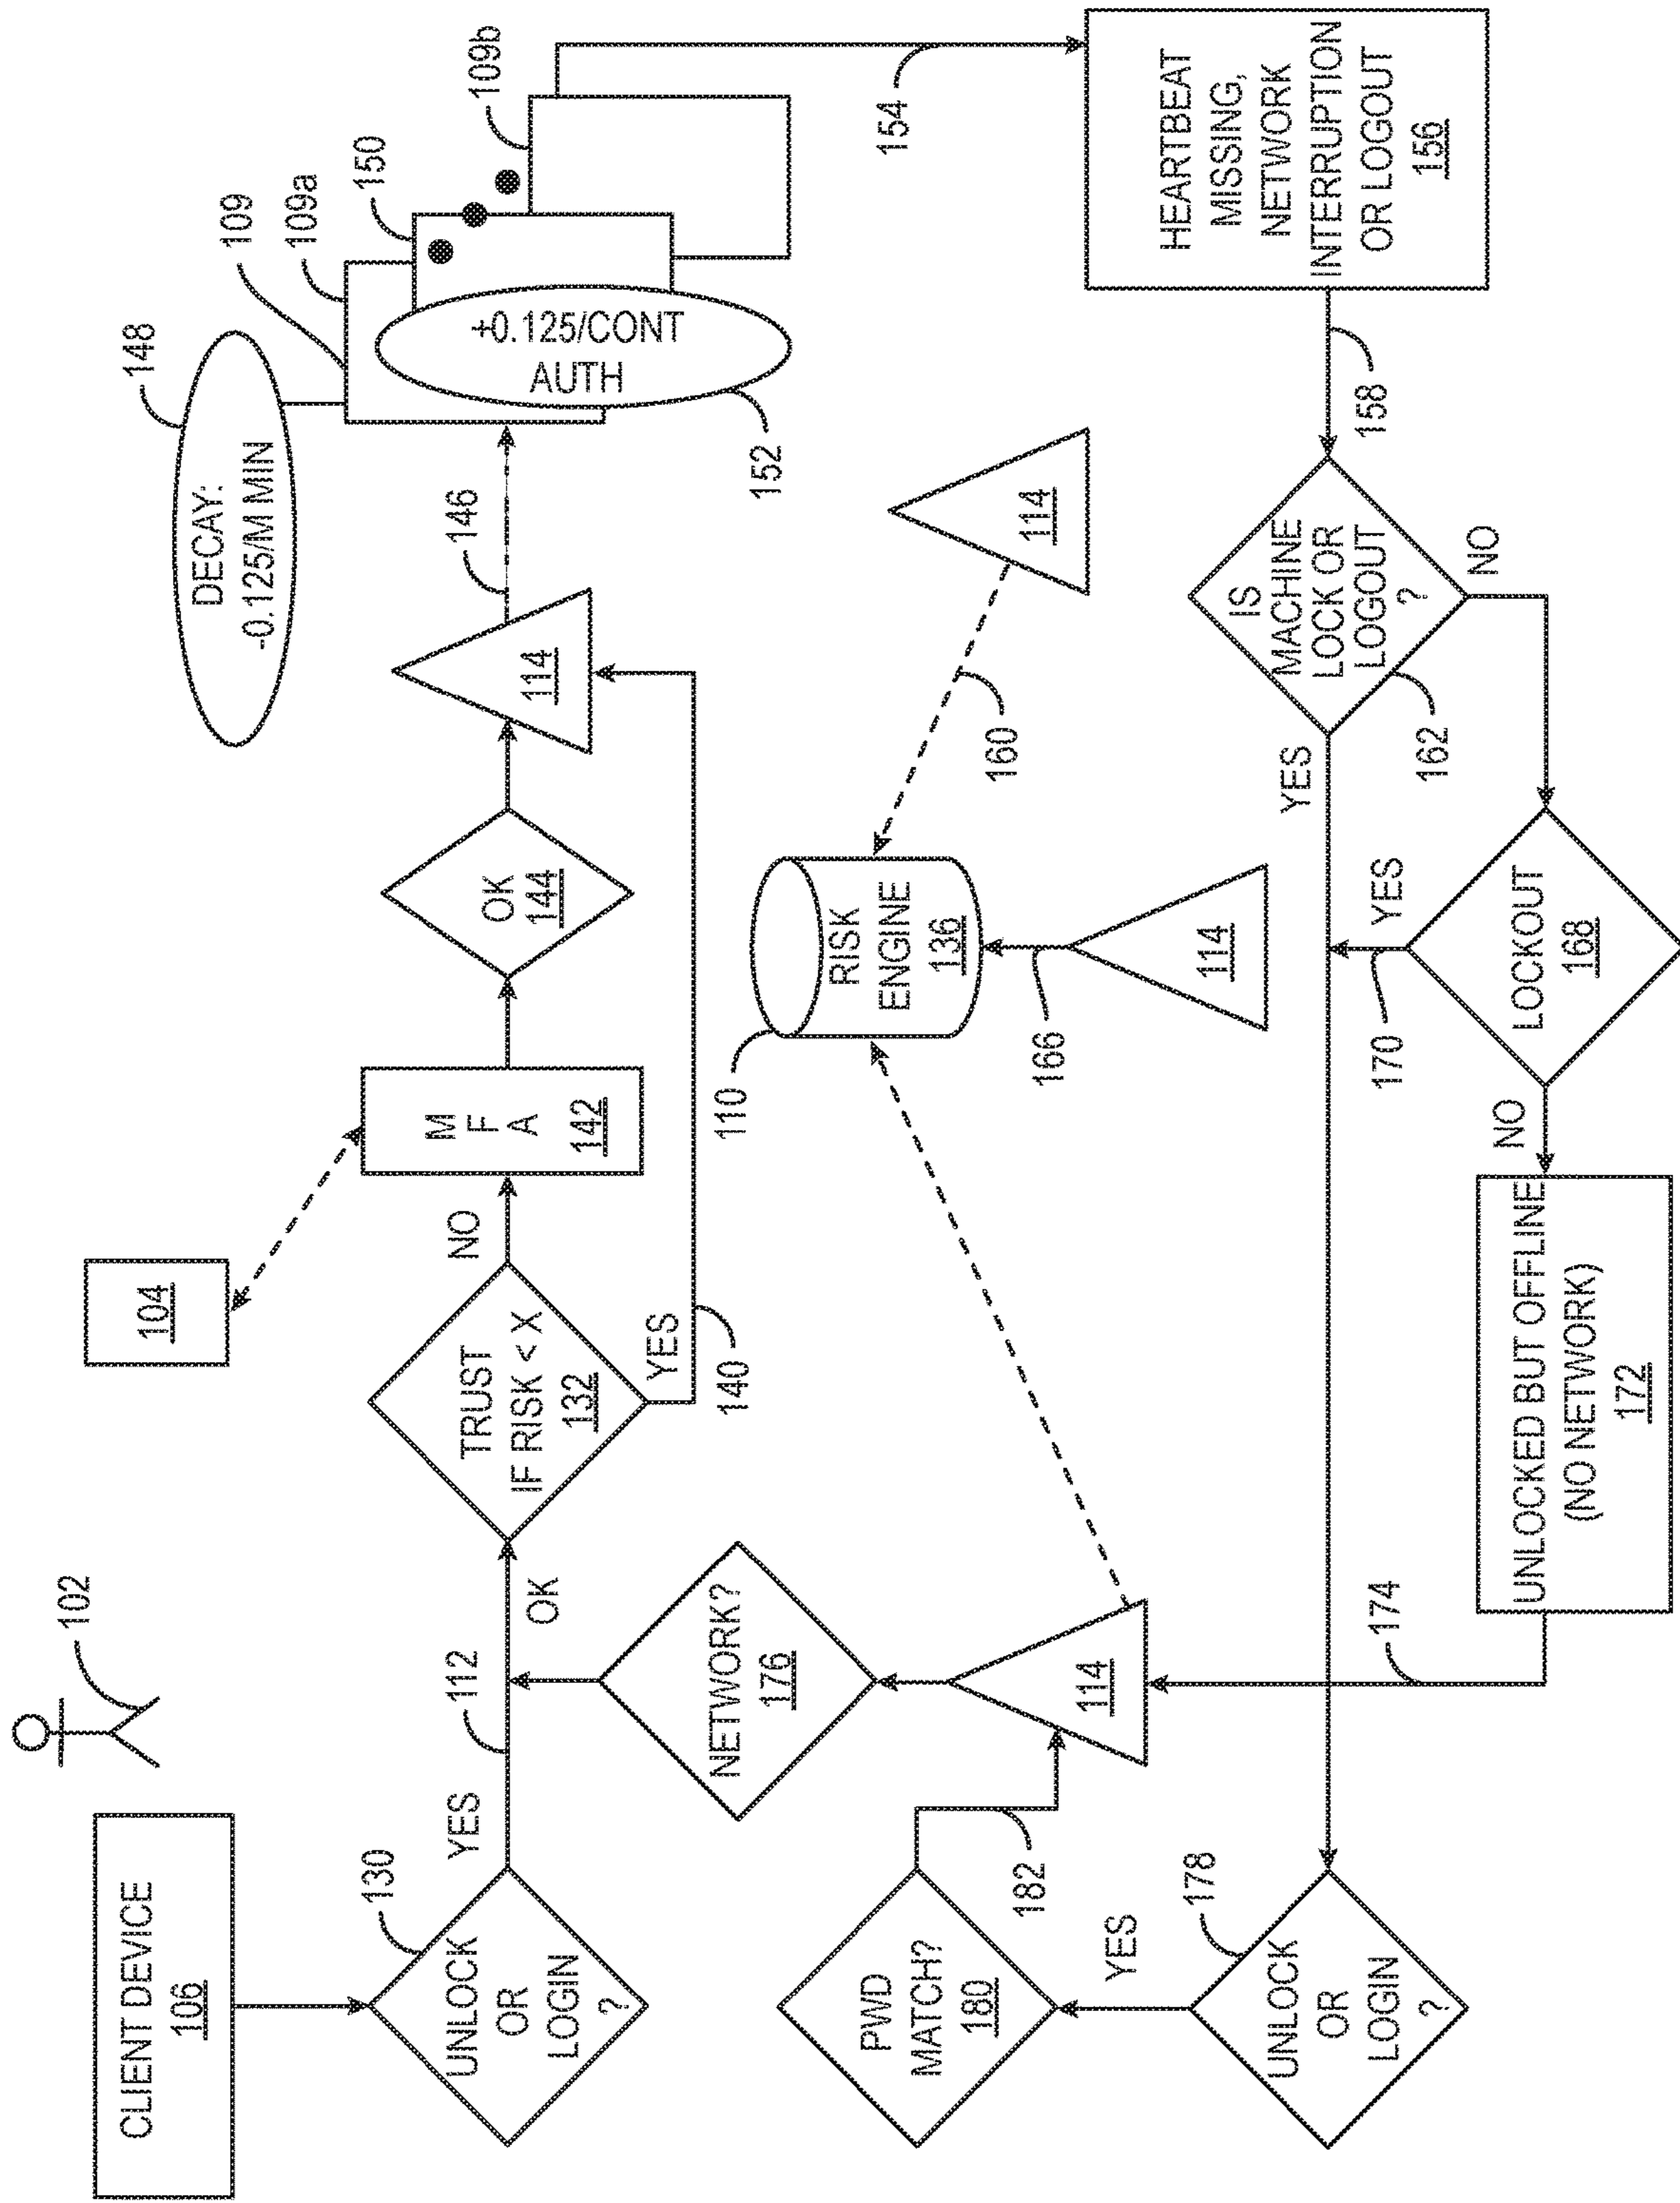 102
CLIENT DEVICE
106
130
UNLOCK
OR
LOGIN
?
YES
112
OK
TRUST
IF RISK < X
132
NO
YES
140
104
M
F
A
142
OK
144
114
146
DECAY:
-0.125/M MIN
148
109
109a
150
109b
+0.125/CONT
AUTH
152
154
NETWORK?
176
110
RISK
ENGINE
136
160
114
166
114
PWD
MATCH?
180
182
114
HEARTBEAT
MISSING,
NETWORK
INTERRUPTION
OR LOGOUT
156
158
IS
MACHINE
LOCK OR
LOGOUT
?
162
YES
NO
178
UNLOCK
OR
LOGIN
?
YES
174
170
YES
LOCKOUT
168
NO
UNLOCKED BUT OFFLINE
(NO NETWORK)
172